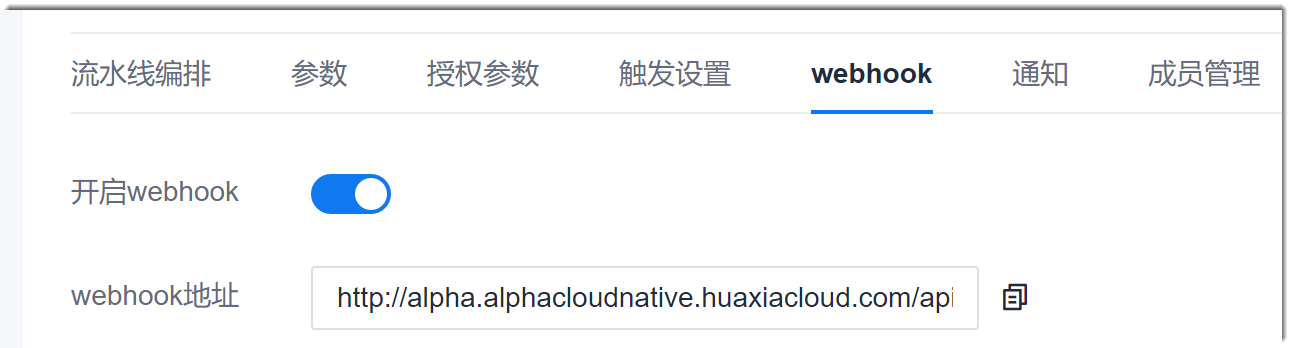 流水线编排 参数 授权参数 触发设置 webhook 通知 成员管理
开启webhook
webhook地址 http://alpha.alphacloudnative.huaxiacloud.com/api